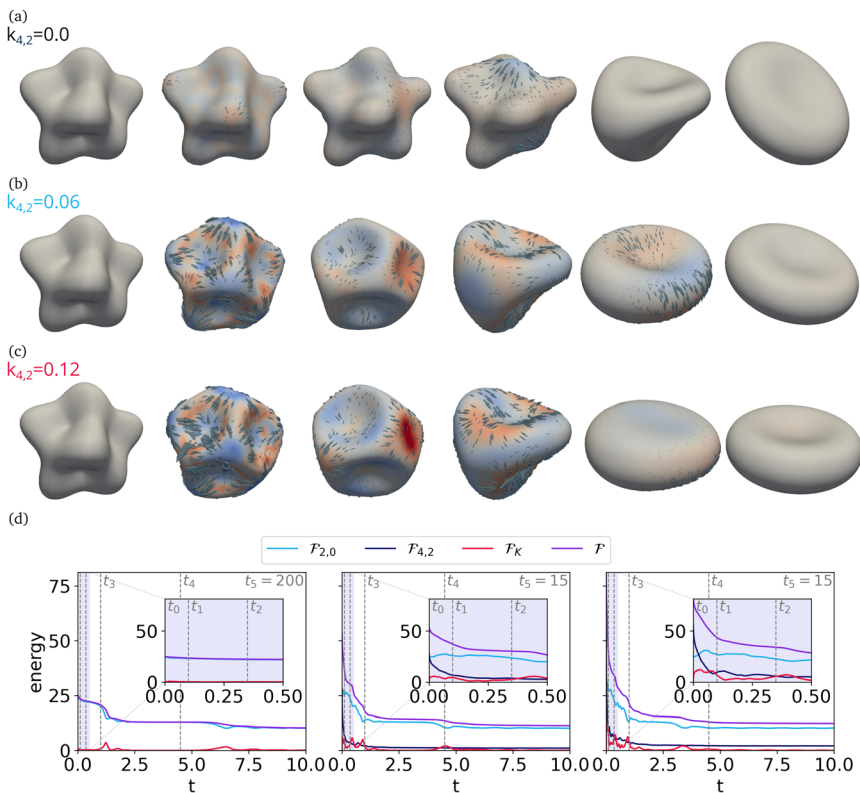 (a)
k4,2=0.0
(b)
k4,2=0.06
(c)
k4,2=0.12
(d)
ℱ2,0 ℱ4,2 ℱK ℱ
energy
75
50
25
0
0.0 2.5 5.0 7.5 10.0
t
t3 t4 t5 = 200
t0 t1 t2
50
0
0.00 0.25 0.50
0.0 2.5 5.0 7.5 10.0
t
t3 t4 t5 = 15
t0 t1 t2
50
0
0.00 0.25 0.50
0.0 2.5 5.0 7.5 10.0
t
t3 t4 t5 = 15
t0 t1 t2
50
0
0.00 0.25 0.50